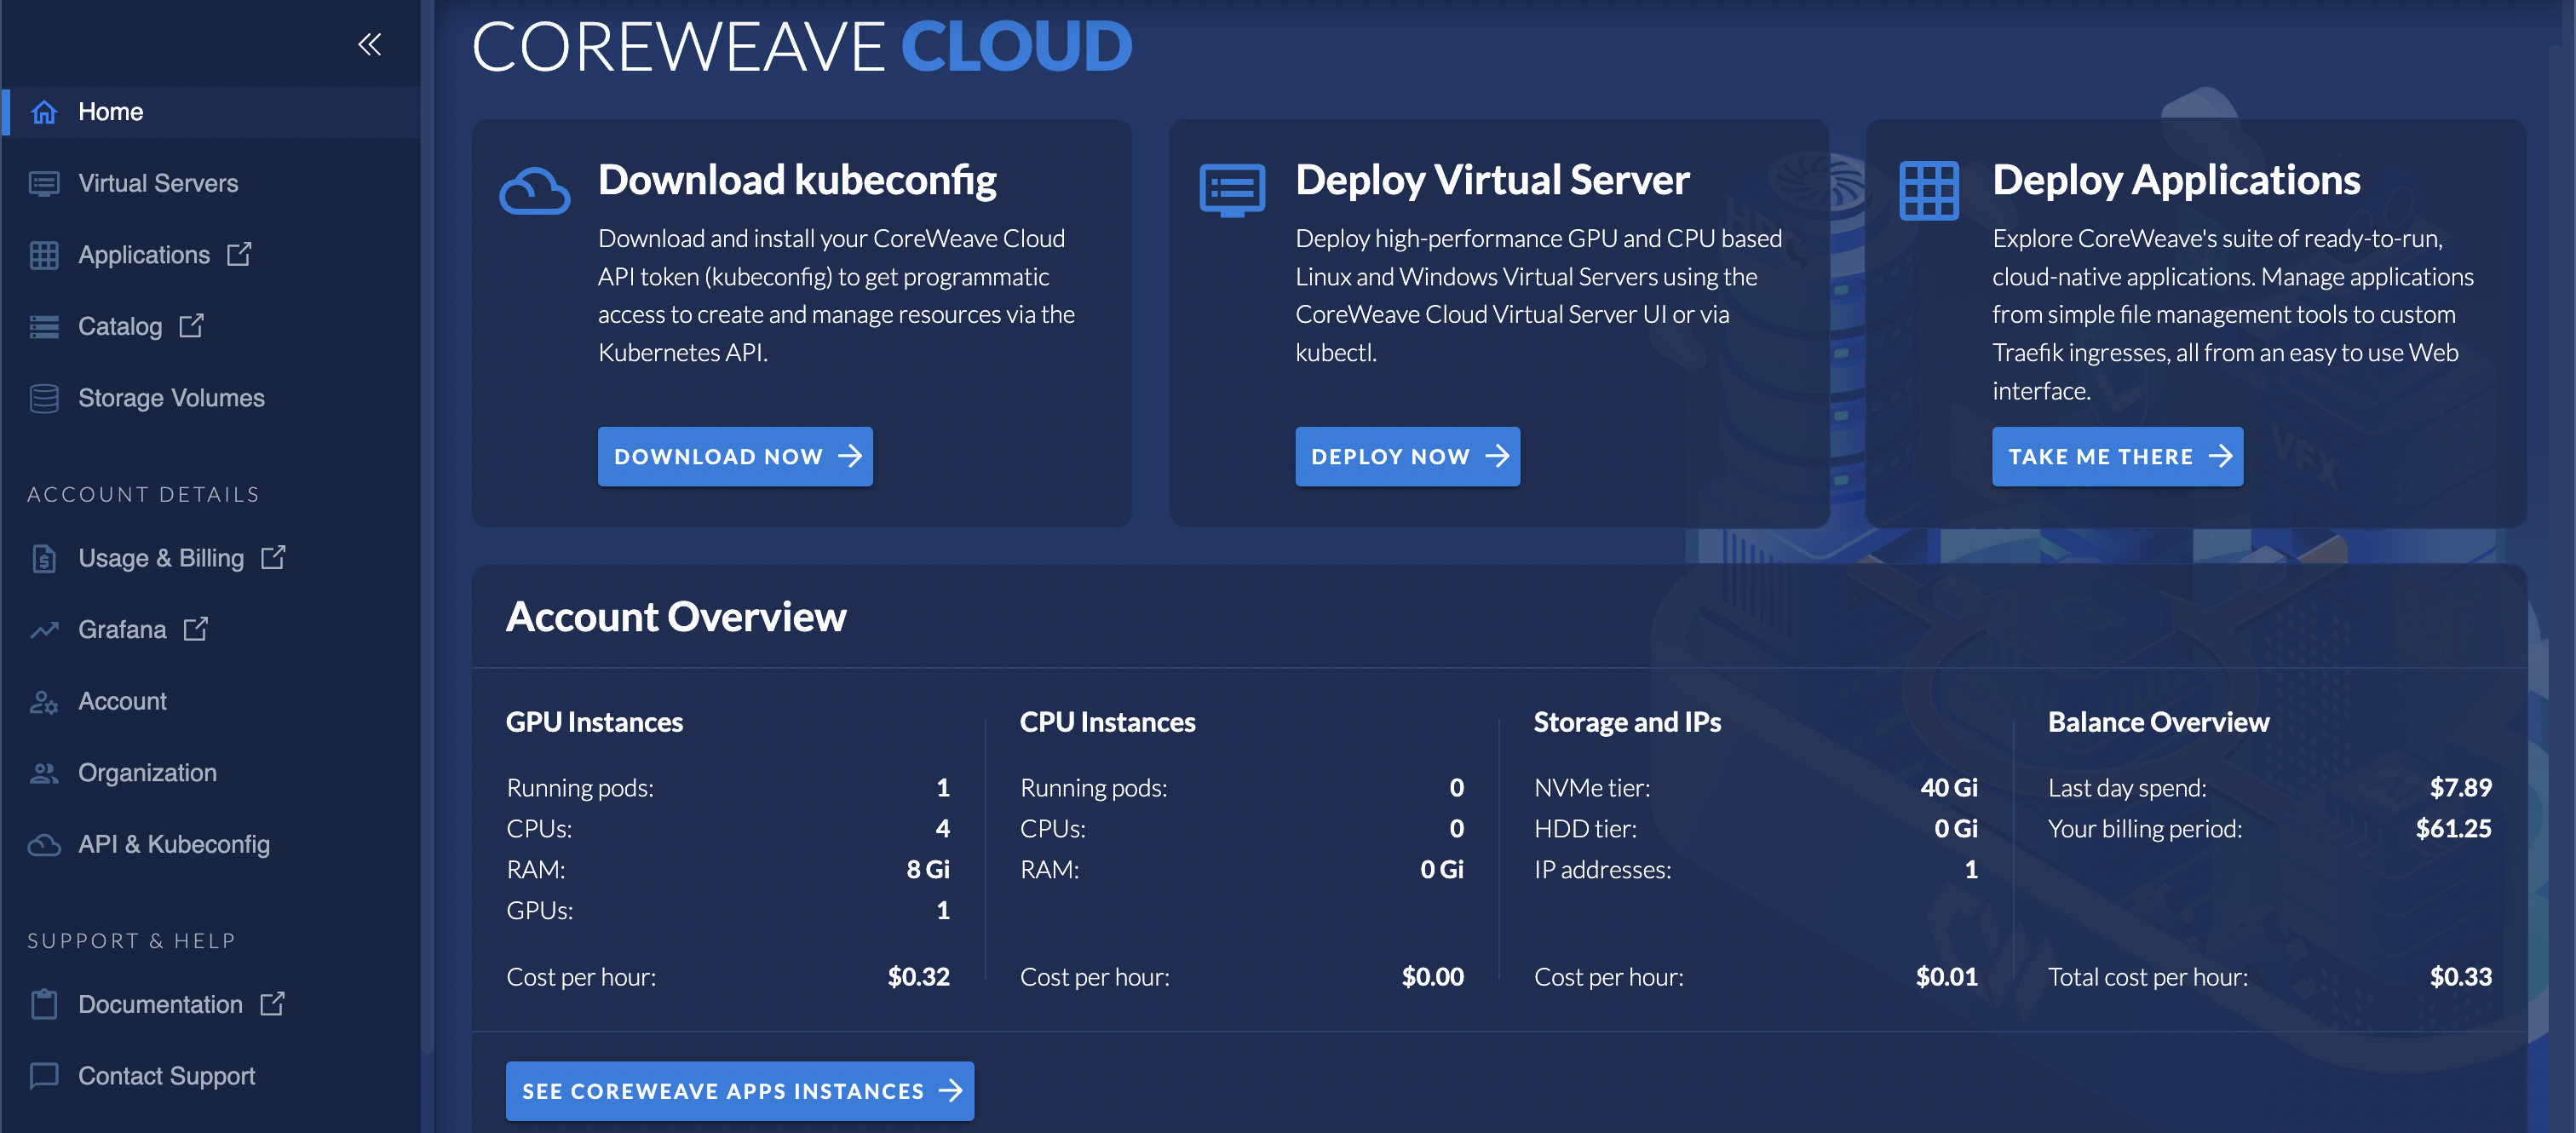 COREWEAVE CLOUD
Home
Virtual Servers
Applications
Catalog
Storage Volumes
ACCOUNT DETAILS
Usage & Billing
Grafana
Account
Organization
API & Kubeconfig
SUPPORT & HELP
Documentation
Contact Support
Download kubeconfig
Download and install your CoreWeave Cloud
API token (kubeconfig) to get programmatic
access to create and manage resources via the
Kubernetes API.
DOWNLOAD NOW
Deploy Virtual Server
Deploy high-performance GPU and CPU based
Linux and Windows Virtual Servers using the
CoreWeave Cloud Virtual Server UI or via
kubectl.
DEPLOY NOW
Deploy Applications
Explore CoreWeave's suite of ready-to-run,
cloud-native applications. Manage applications
from simple file management tools to custom
Traefik ingresses, all from an easy to use Web
interface.
TAKE ME THERE
VFX
Account Overview
GPU Instances
Running pods: 1
CPUs: 4
RAM: 8 Gi
GPUs: 1
Cost per hour: $0.32
CPU Instances
Running pods: 0
CPUs: 0
RAM: 0 Gi
Cost per hour: $0.00
Storage and IPs
NVMe tier: 40 Gi
HDD tier: 0 Gi
IP addresses: 1
Cost per hour: $0.01
Balance Overview
Last day spend: $7.89
Your billing period: $61.25
Total cost per hour: $0.33
SEE COREWEAVE APPS INSTANCES